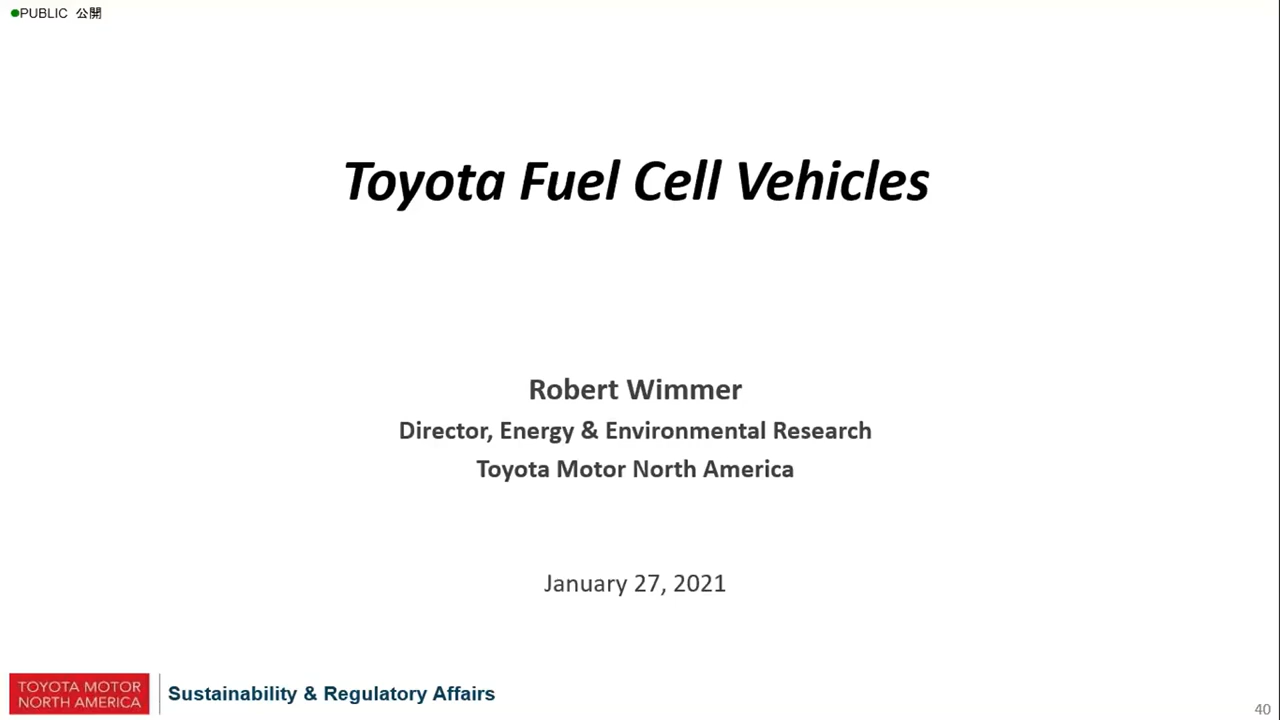 ●PUBLIC 公開
Toyota Fuel Cell Vehicles
Robert Wimmer
Director, Energy & Environmental Research
Toyota Motor North America
January 27, 2021
TOYOTA MOTOR
NORTH AMERICA
Sustainability & Regulatory Affairs
40